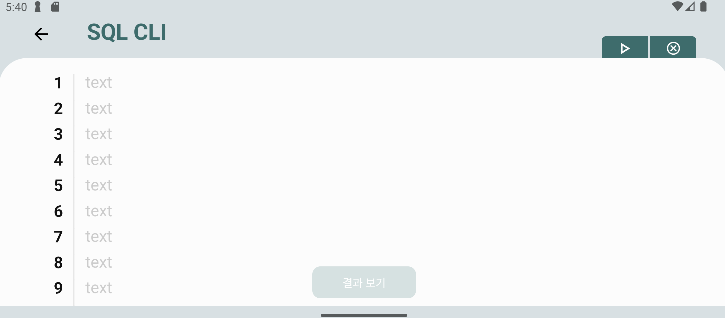 5:40
SQL CLI
1 text
2 text
3 text
4 text
5 text
6 text
7 text
8 text
9 text
결과 보기